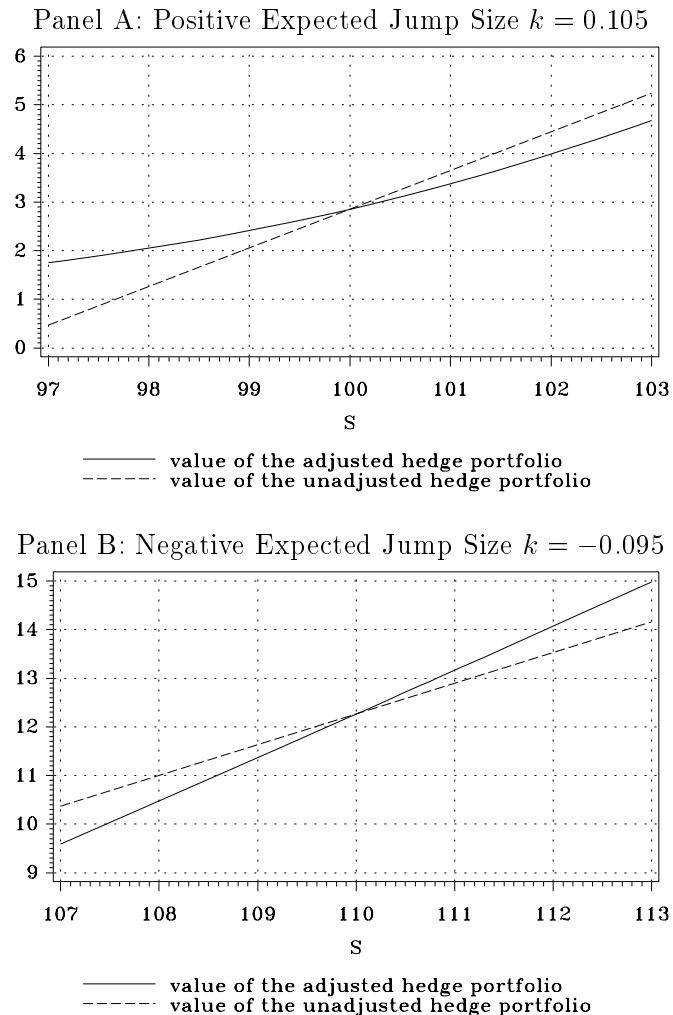 Panel A: Positive Expected Jump Size k = 0.105
6
5
4
3
2
1
0
97 98 99 100 101 102 103
S
value of the adjusted hedge portfolio
value of the unadjusted hedge portfolio
Panel B: Negative Expected Jump Size k = −0.095
15
14
13
12
11
10
9
107 108 109 110 111 112 113
S
value of the adjusted hedge portfolio
value of the unadjusted hedge portfolio